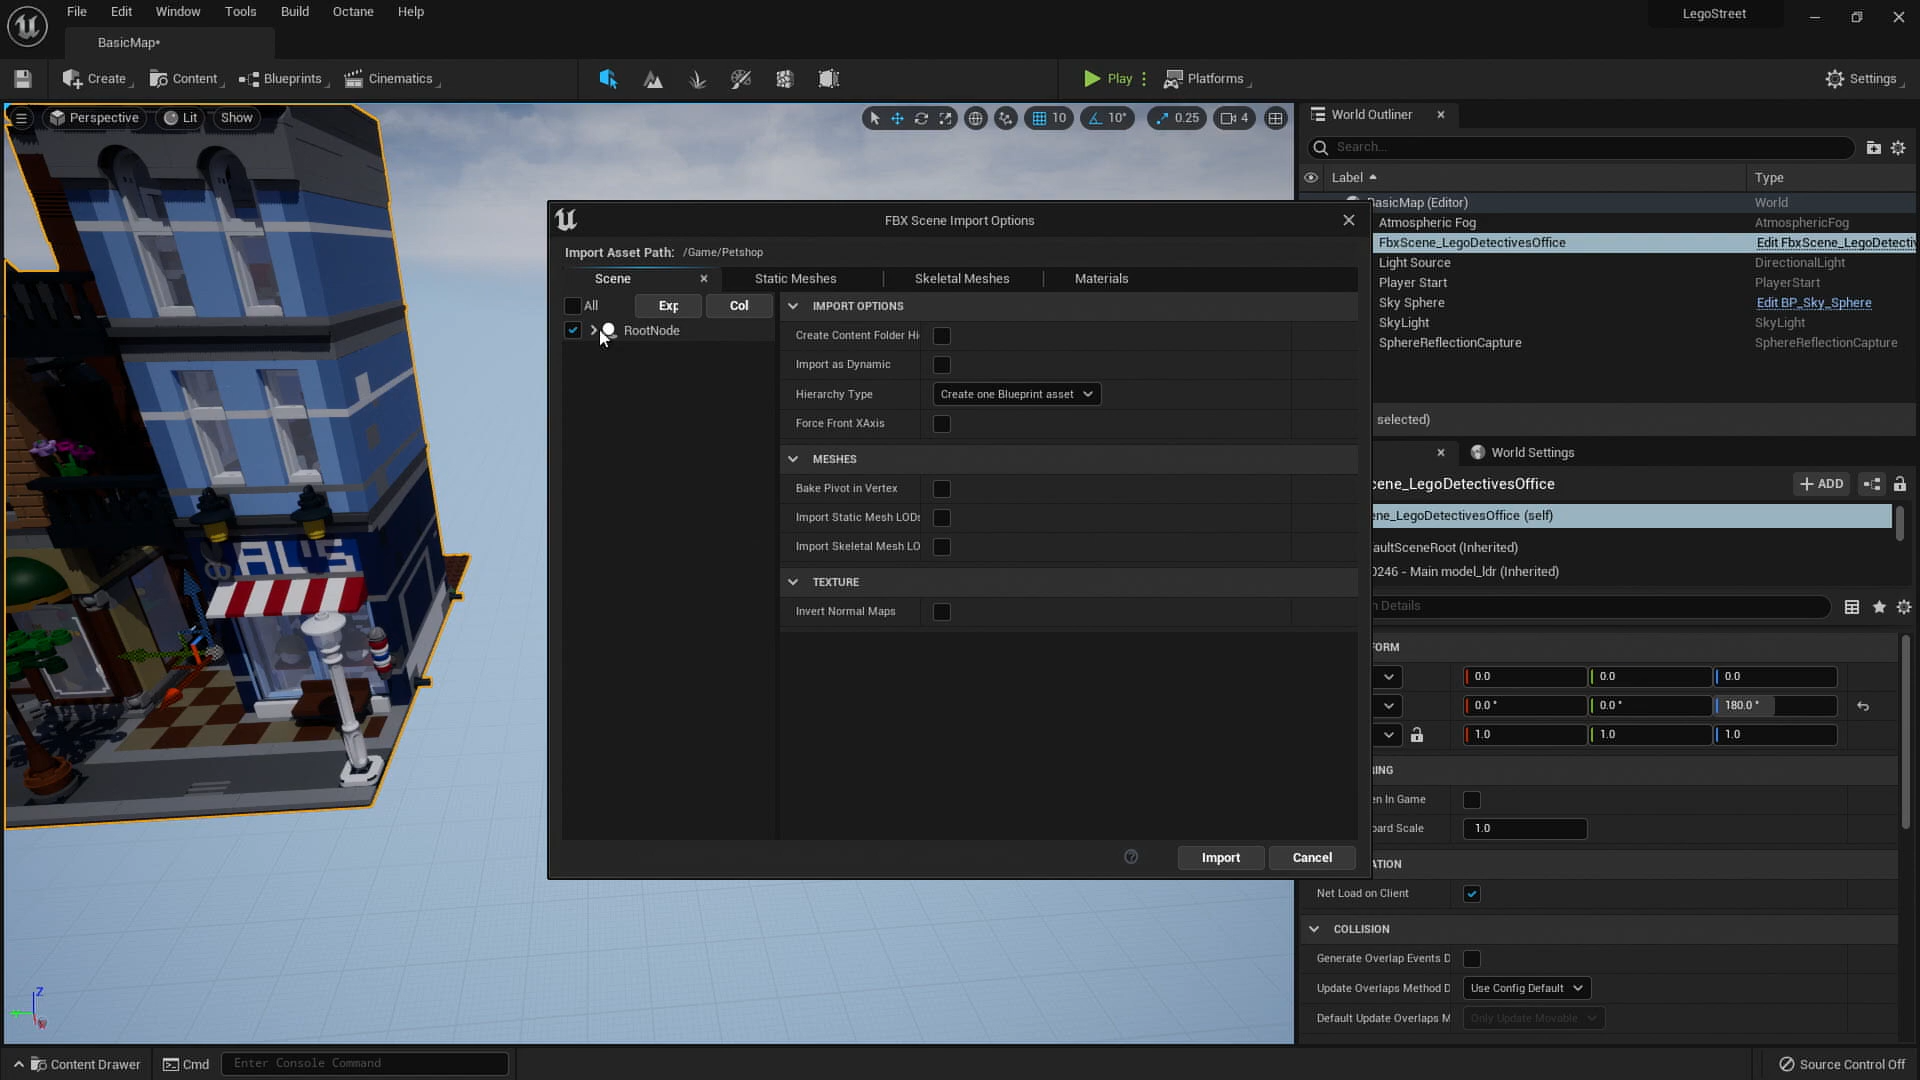 File Edit Window Tools Build Octane Help
LegoStreet
BasicMap*
Create Content Blueprints Cinematics Play Platforms Settings
Perspective Lit Show 10 10° 0.25 4
World Outliner
Search...
Label Type
BasicMap (Editor) World
Atmospheric Fog AtmosphericFog
FbxScene_LegoDetectivesOffice Edit FbxScene_LegoDetectiv
Light Source DirectionalLight
Player Start PlayerStart
Sky Sphere Edit BP_Sky_Sphere
SkyLight SkyLight
SphereReflectionCapture SphereReflectionCapture
selected)
World Settings
cene_LegoDetectivesOffice ADD
ene_LegoDetectivesOffice (self)
aultSceneRoot (Inherited)
0246 - Main model_ldr (Inherited)
h Details
FORM
0.0 0.0 0.0
0.0 ° 0.0 ° 180.0 °
1.0 1.0 1.0
RING
en In Game
oard Scale 1.0
ATION
Net Load on Client
COLLISION
Generate Overlap Events D
Update Overlaps Method D Use Config Default
Default Update Overlaps M Only Update Movable
FBX Scene Import Options
Import Asset Path: /Game/Petshop
Scene Static Meshes Skeletal Meshes Materials
All Exp Col
RootNode
IMPORT OPTIONS
Create Content Folder Hi
Import as Dynamic
Hierarchy Type Create one Blueprint asset
Force Front XAxis
MESHES
Bake Pivot in Vertex
Import Static Mesh LODs
Import Skeletal Mesh LO
TEXTURE
Invert Normal Maps
Import Cancel
AL'S
Z
Content Drawer Cmd Enter Console Command Source Control Off